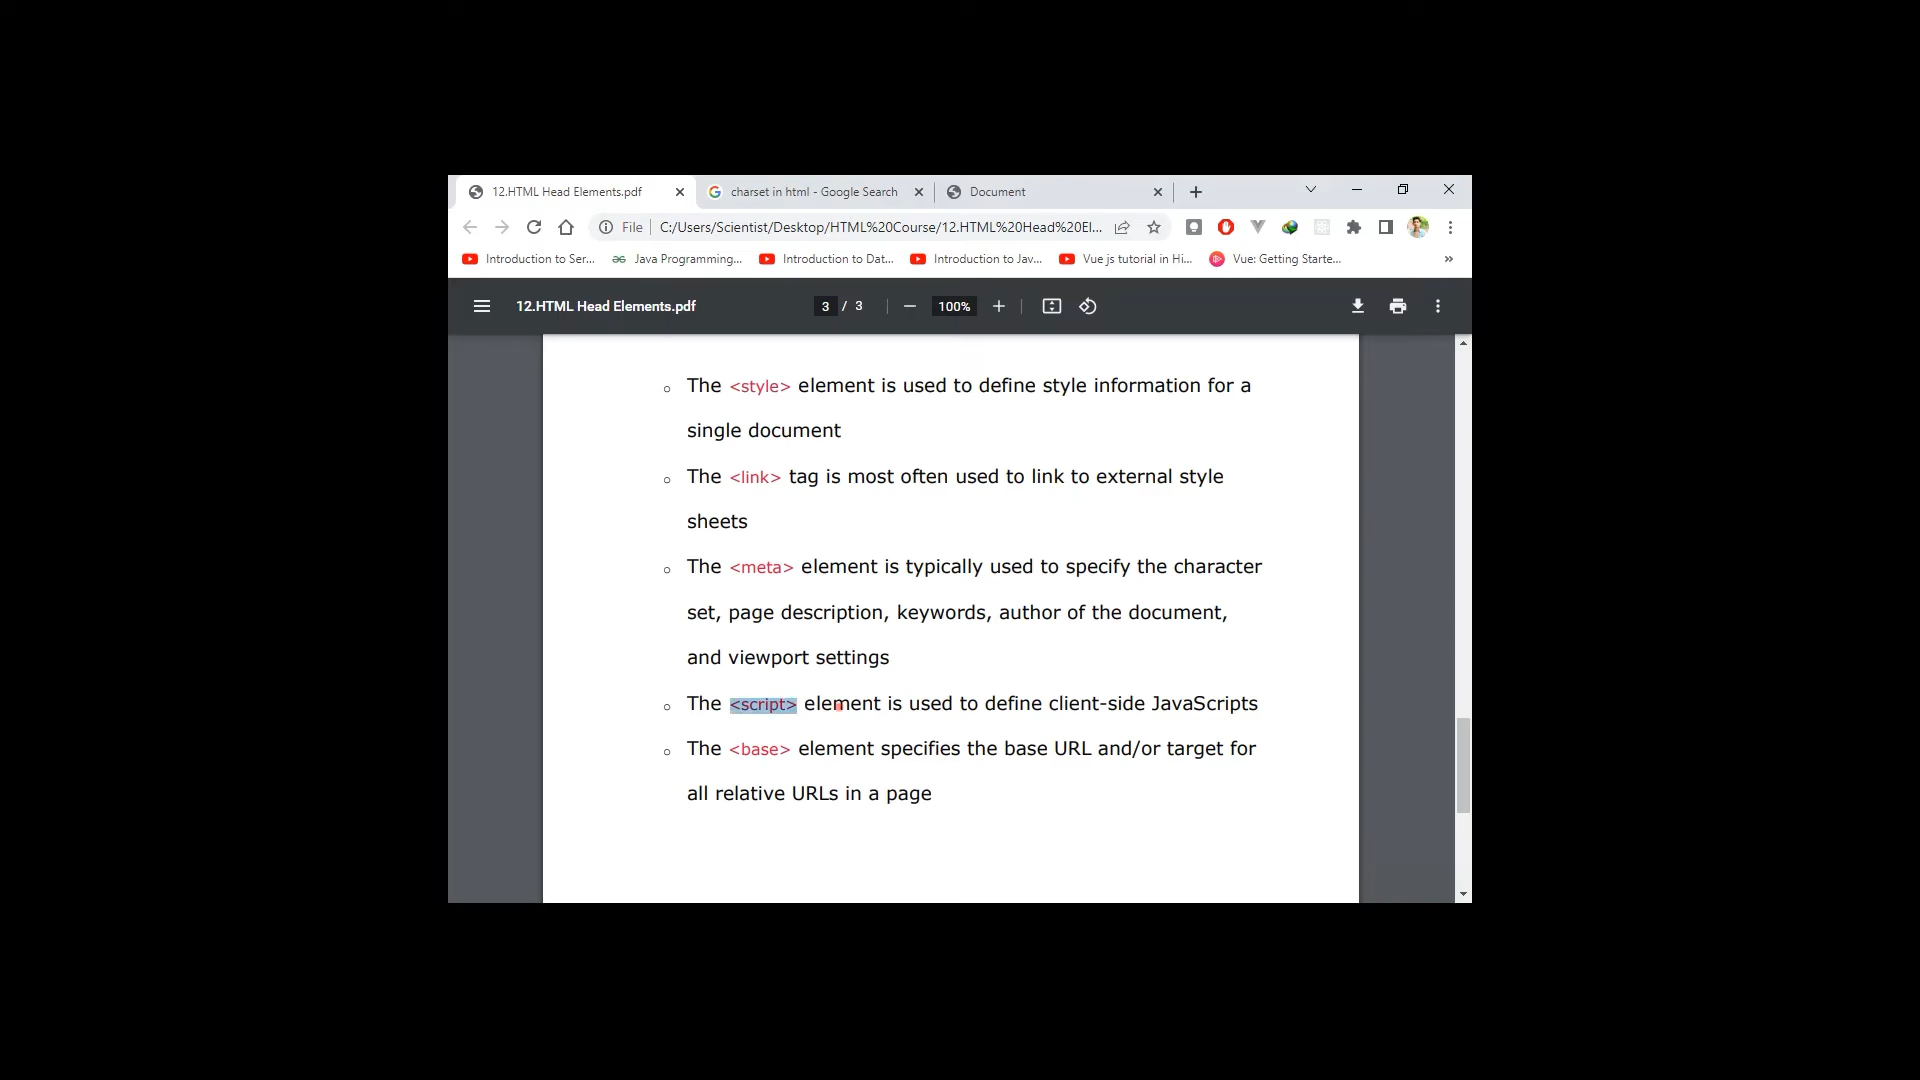 12.HTML Head Elements.pdf
charset in html - Google Search
Document
File
C:/Users/Scientist/Desktop/HTML%20Course/12.HTML%20Head%20El...
Introduction to Ser...
Java Programming...
Introduction to Dat...
Introduction to Jav...
Vue js tutorial in Hi...
Vue: Getting Starte...
»
12.HTML Head Elements.pdf
3 / 3
100%
The <style> element is used to define style information for a
single document
The <link> tag is most often used to link to external style
sheets
The <meta> element is typically used to specify the character
set, page description, keywords, author of the document,
and viewport settings
The <script> element is used to define client-side JavaScripts
The <base> element specifies the base URL and/or target for
all relative URLs in a page